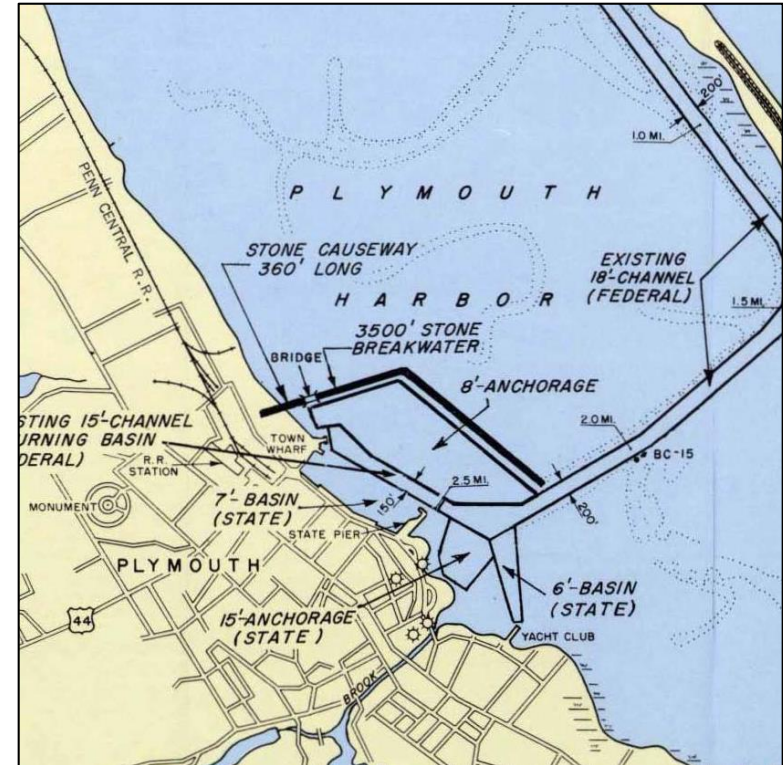 200'
1.0 MI.
PENN CENTRAL R.R.
PLYMOUTH
HARBOR
STONE CAUSEWAY
360' LONG
EXISTING
18'-CHANNEL
(FEDERAL)
1.5 MI.
3500' STONE
BREAKWATER
BRIDGE
8'-ANCHORAGE
STING 15'-CHANNEL
URNING BASIN
DERAL)
TOWN
WHARF
R.R.
STATION
2.0 MI.
BC-15
2.5 MI.
150'
200'
MONUMENT
7'-BASIN
(STATE)
STATE PIER
PLYMOUTH
44
15'-ANCHORAGE
(STATE)
6'-BASIN
(STATE)
YACHT CLUB
BROOK